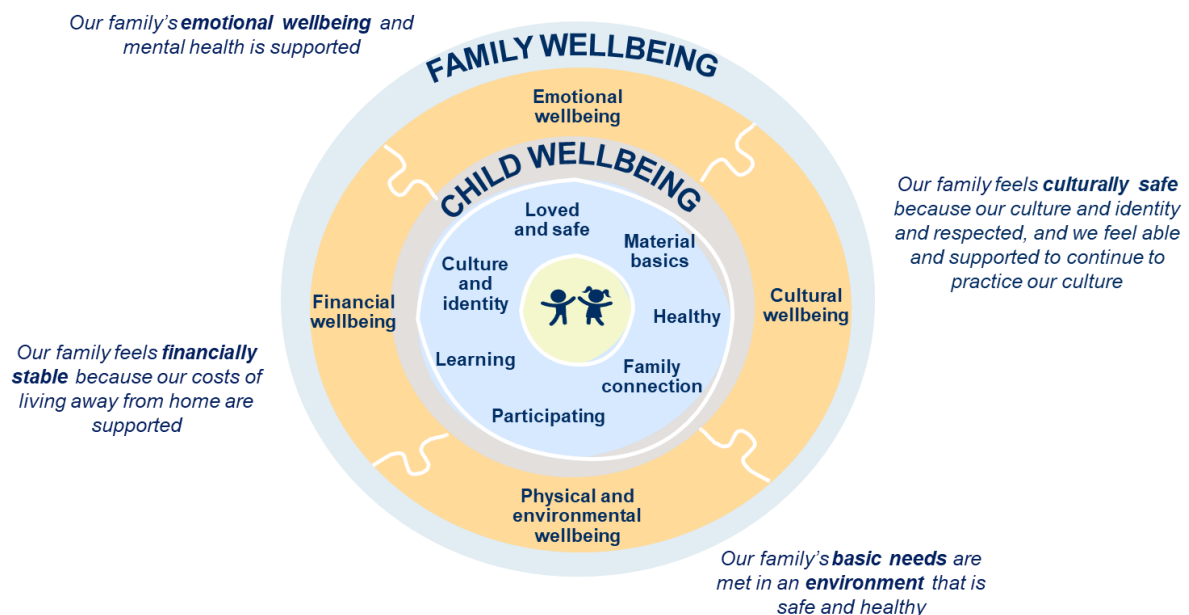 Our family's emotional wellbeing and
mental health is supported
FAMILY WELLBEING
Emotional
wellbeing
CHILD WELLBEING
Loved
and safe
Material
basics
Culture
and
identity
Healthy
Learning
Family
connection
Participating
Financial
wellbeing
Cultural
wellbeing
Physical and
environmental
wellbeing
Our family feels culturally safe
because our culture and identity
and respected, and we feel able
and supported to continue to
practice our culture
Our family feels financially
stable because our costs of
living away from home are
supported
Our family's basic needs are
met in an environment that is
safe and healthy